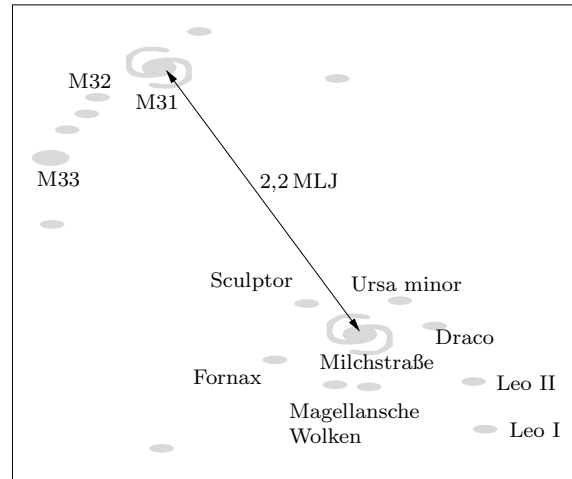 M32
M31
M33
2,2 MLJ
Sculptor
Ursa minor
Draco
Milchstraße
Fornax
Leo II
Magellansche
Wolken
Leo I